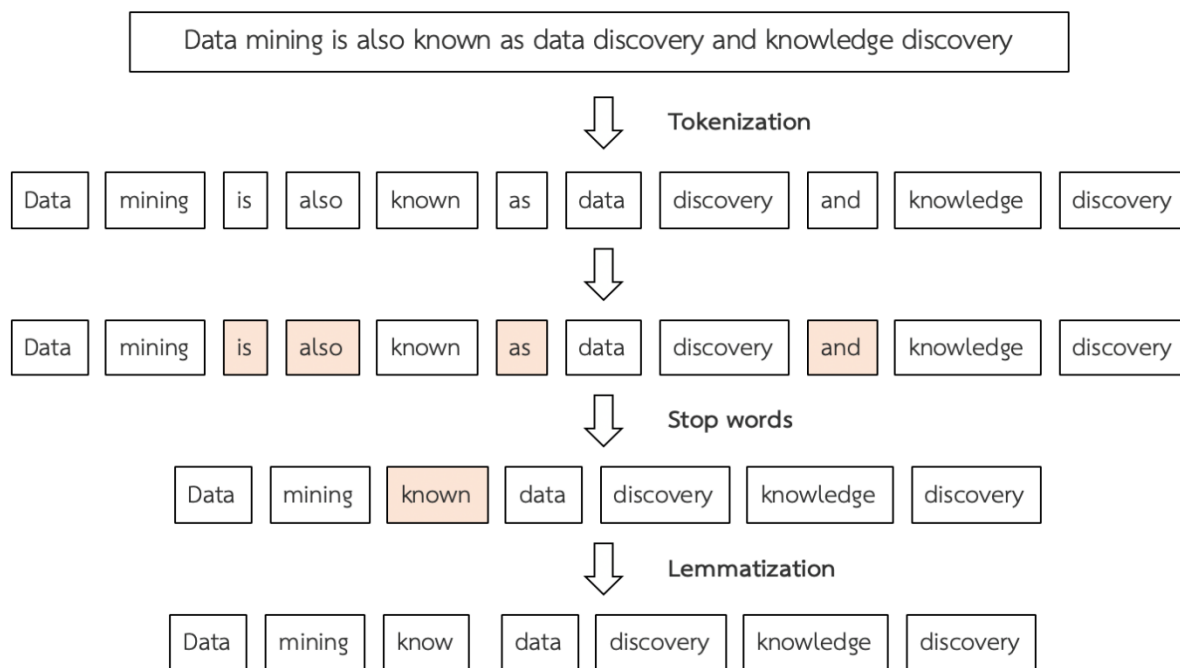 Data mining is also known as data discovery and knowledge discovery
Tokenization
Data mining is also known as data discovery and knowledge discovery
Data mining is also known as data discovery and knowledge discovery
Stop words
Data mining known data discovery knowledge discovery
Lemmatization
Data mining know data discovery knowledge discovery